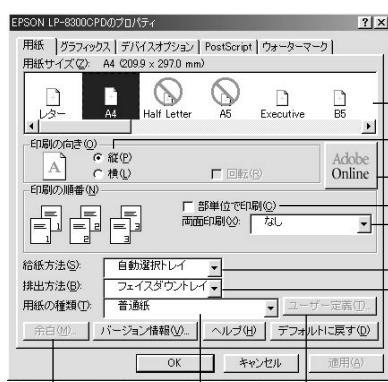 EPSON LP-8300CPDのプロパティ ? ×
用紙 グラフィックス デバイスオプション PostScript ウォーターマーク
用紙サイズ(Z): A4 (209.9 x 297.0 mm)
レター A4 Half Letter A5 Executive B5
印刷の向き(O)
A 縦(P)
横(L) 回転(R)
Adobe
Online
印刷の順番(N)
1 1 2 2 3 3
部単位で印刷(C)
両面印刷(X): なし
給紙方法(S): 自動選択トレイ
排出方法(B): フェイスダウントレイ
用紙の種類(T): 普通紙 ユーザー定義(I)...
余白(M)... バージョン情報(V)... ヘルプ(H) デフォルトに戻す(D)
OK キャンセル 適用(A)